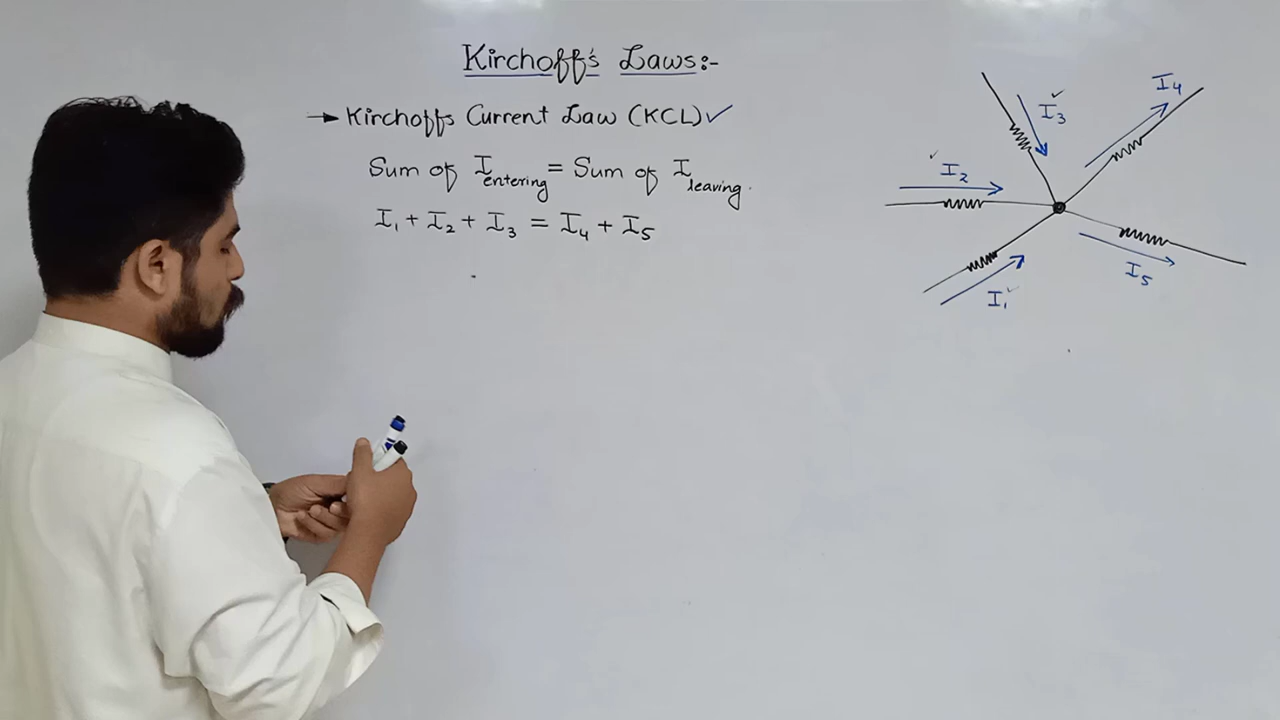 Kirchoff's Laws:-
→ Kirchoffs Current Law (KCL) ✓
Sum of I entering = Sum of I leaving.
I₁ + I₂ + I₃ = I₄ + I₅
I₃ ✓
I₄
I₂ ✓
I₅
I₁ ✓